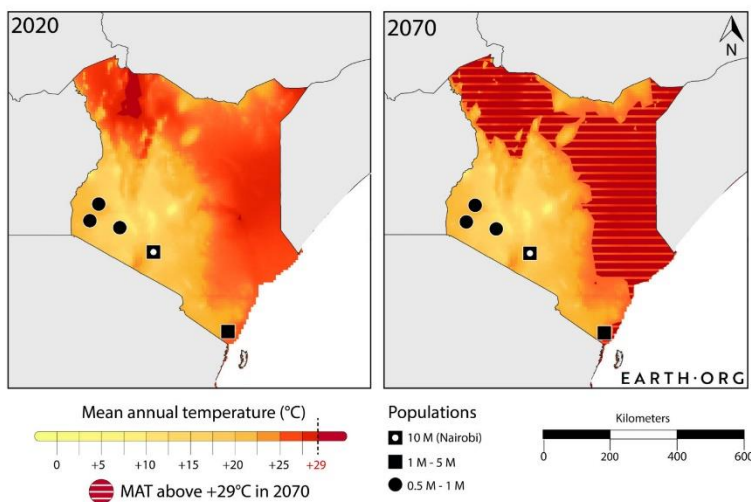 2020
2070
N
EARTH·ORG
Mean annual temperature (°C)
0 +5 +10 +15 +20 +25 +29
MAT above +29°C in 2070
Populations
10 M (Nairobi)
1 M - 5 M
0.5 M - 1 M
Kilometers
0 200 400 600